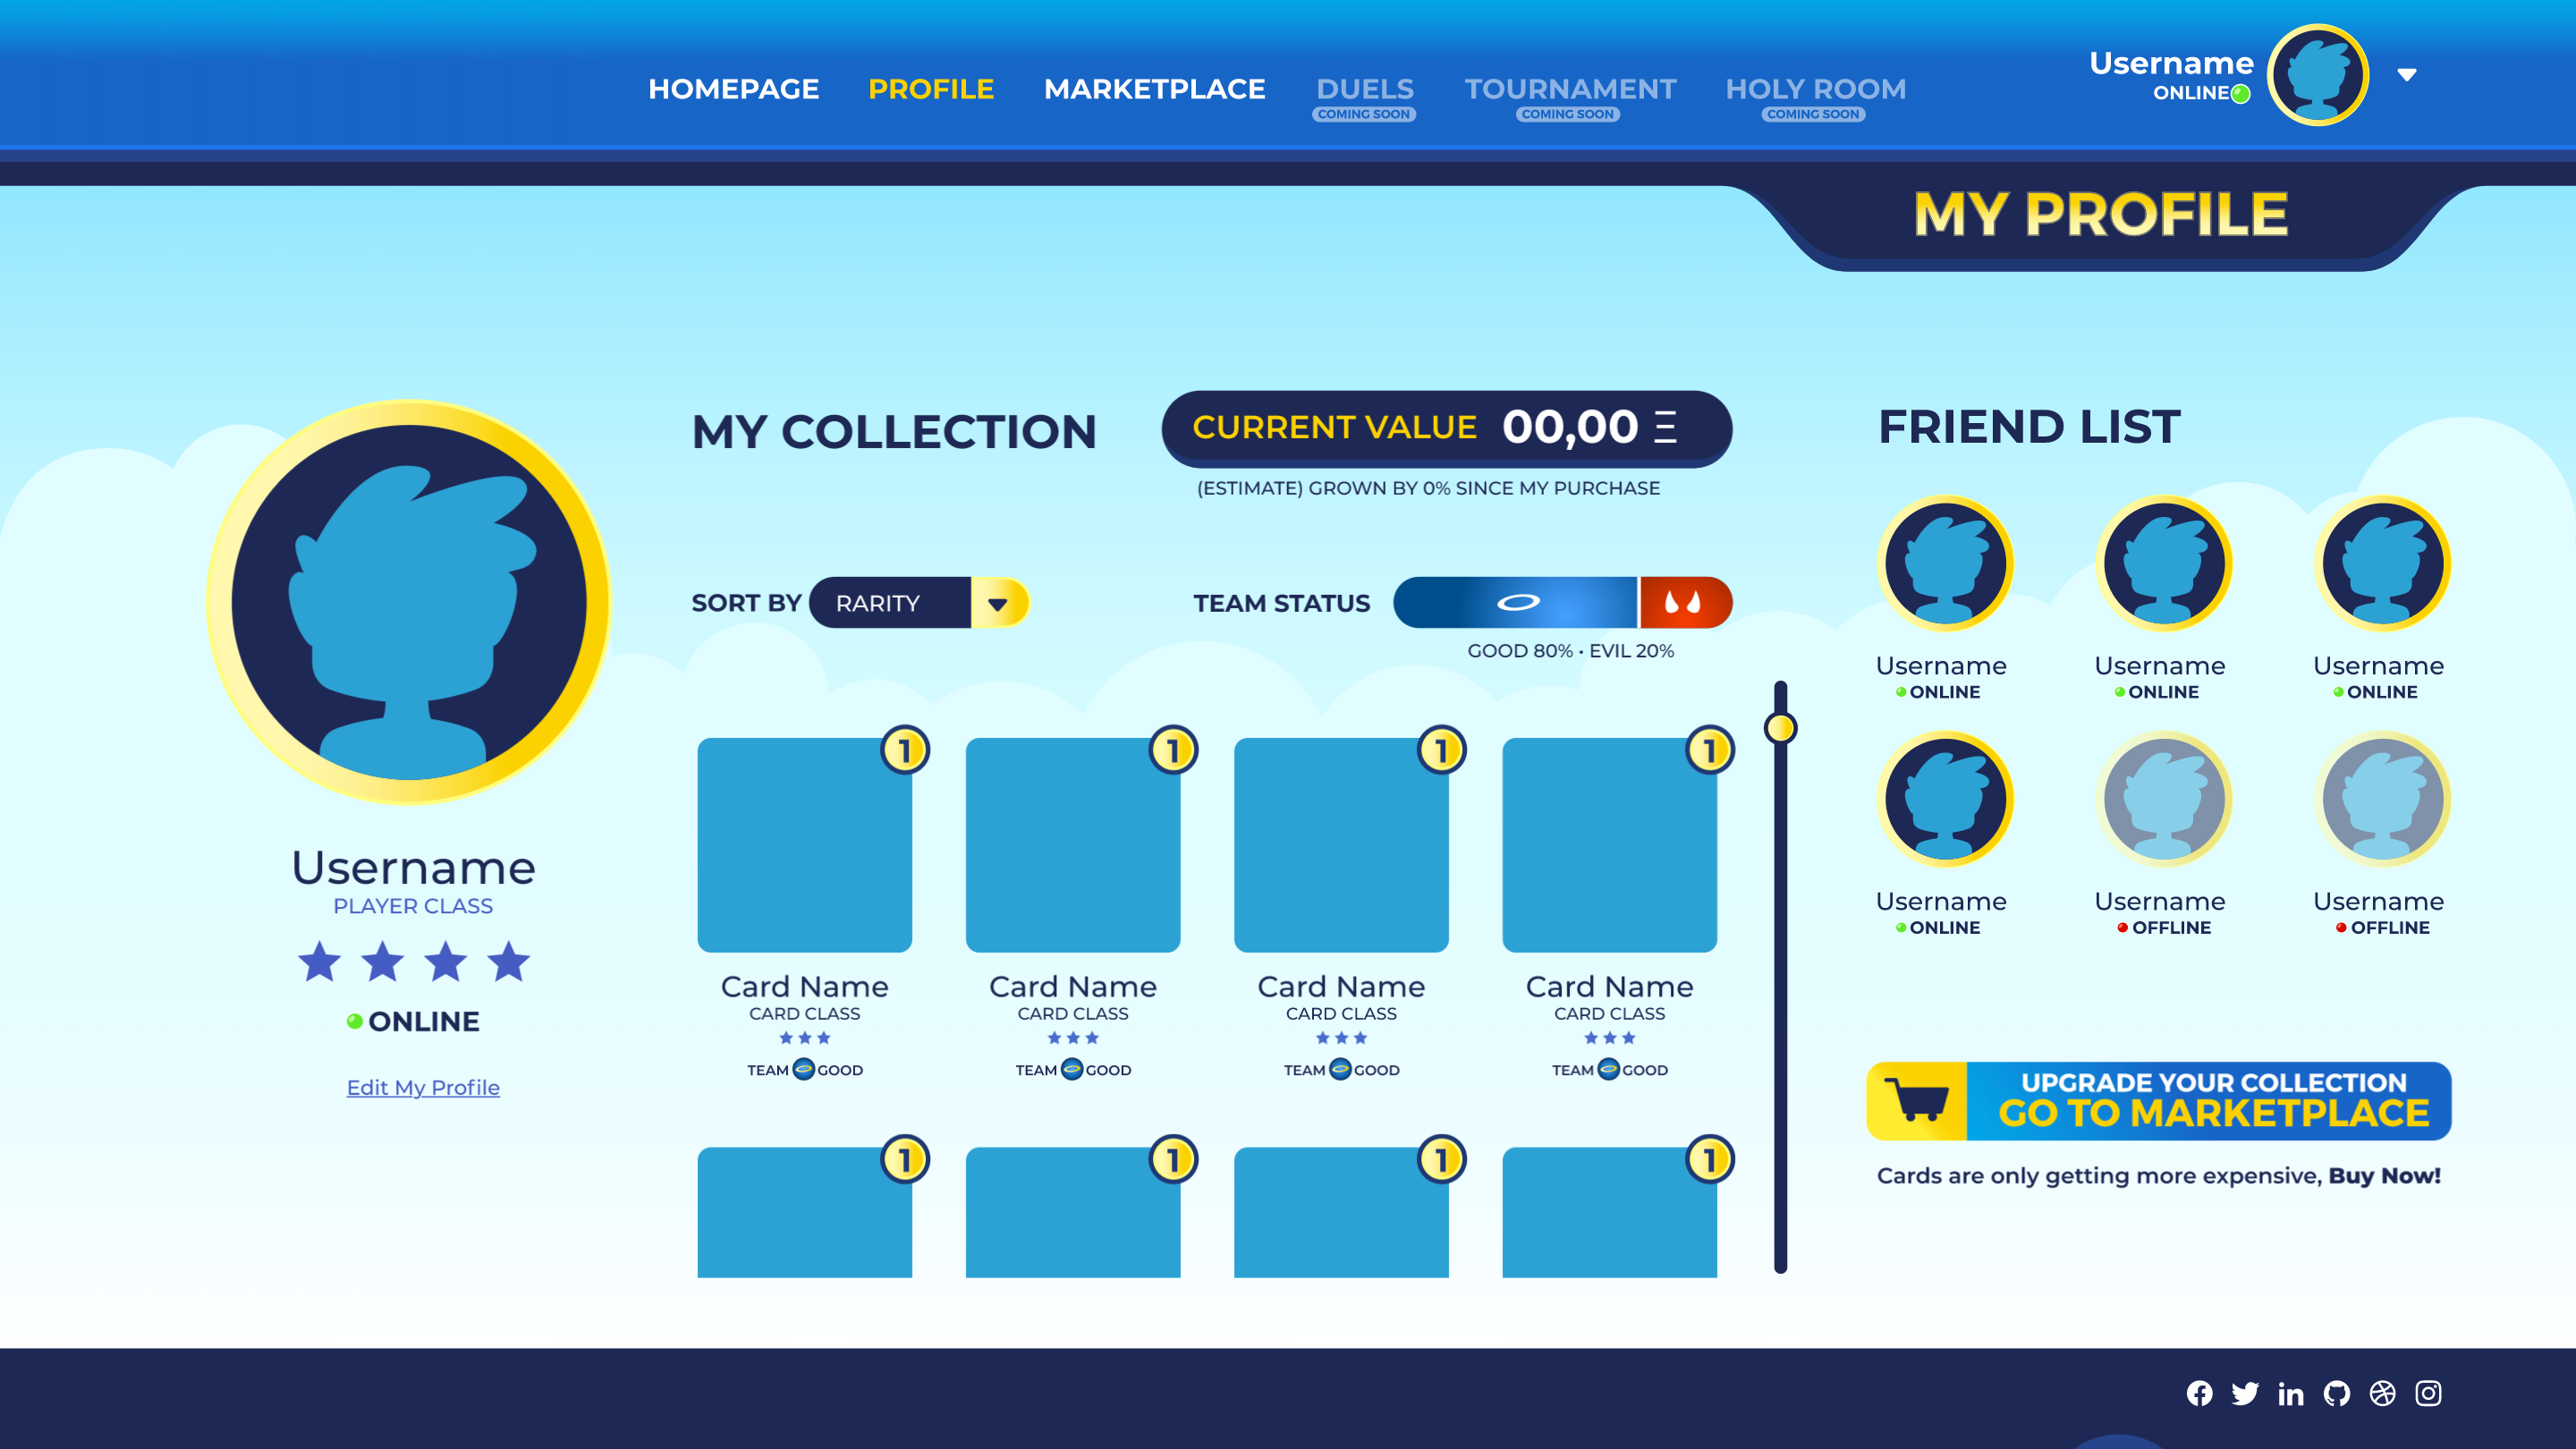 HOMEPAGE PROFILE MARKETPLACE DUELS TOURNAMENT HOLY ROOM
COMING SOON COMING SOON COMING SOON
Username
ONLINE
MY PROFILE
Username
PLAYER CLASS
ONLINE
Edit My Profile
MY COLLECTION
CURRENT VALUE 00,00 Ξ
(ESTIMATE) GROWN BY 0% SINCE MY PURCHASE
SORT BY RARITY
TEAM STATUS
GOOD 80% • EVIL 20%
1 1 1 1
Card Name Card Name Card Name Card Name
CARD CLASS CARD CLASS CARD CLASS CARD CLASS
TEAM GOOD TEAM GOOD TEAM GOOD TEAM GOOD
1 1 1 1
FRIEND LIST
Username Username Username
ONLINE ONLINE ONLINE
Username Username Username
ONLINE OFFLINE OFFLINE
UPGRADE YOUR COLLECTION
GO TO MARKETPLACE
Cards are only getting more expensive, Buy Now!